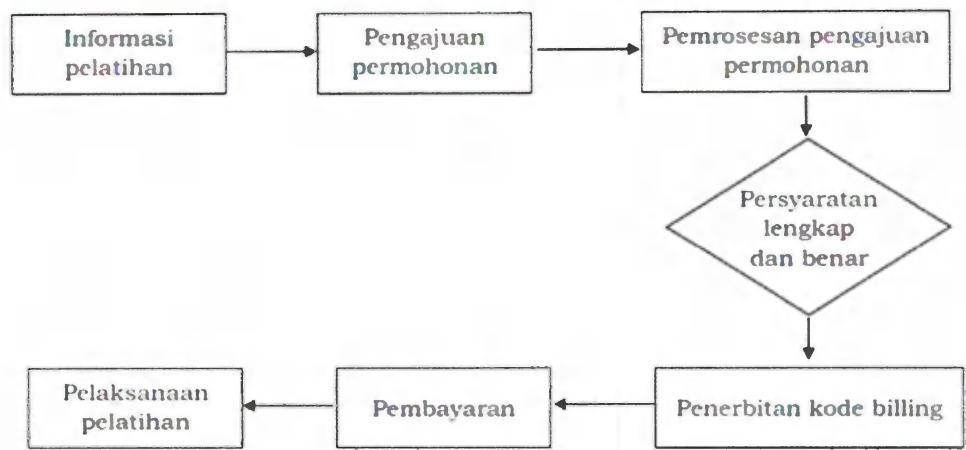 Informasi
pelatihan
Pengajuan
permohonan
Pemrosesan pengajuan
permohonan
Persyaratan
lengkap
dan benar
Penerbitan kode billing
Pembayaran
Pelaksanaan
pelatihan